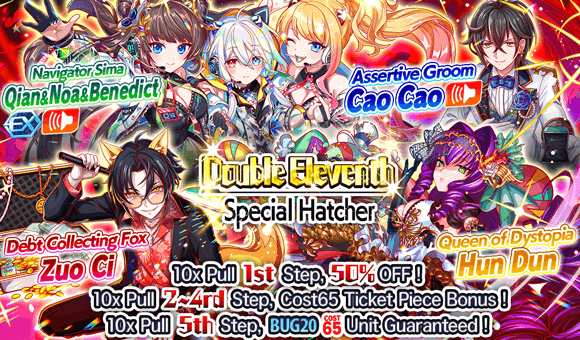 Navigator Sima
Qian&Noa&Benedict
EX
Assertive Groom
Cao Cao
Double Eleventh
Special Hatcher
Debt Collecting Fox
Zuo Ci
Queen of Dystopia
Hun Dun
10x Pull 1st Step, 50% OFF!
10x Pull 2~4rd Step, Cost65 Ticket Piece Bonus!
10x Pull 5th Step, BUG20 COST 65 Unit Guaranteed!